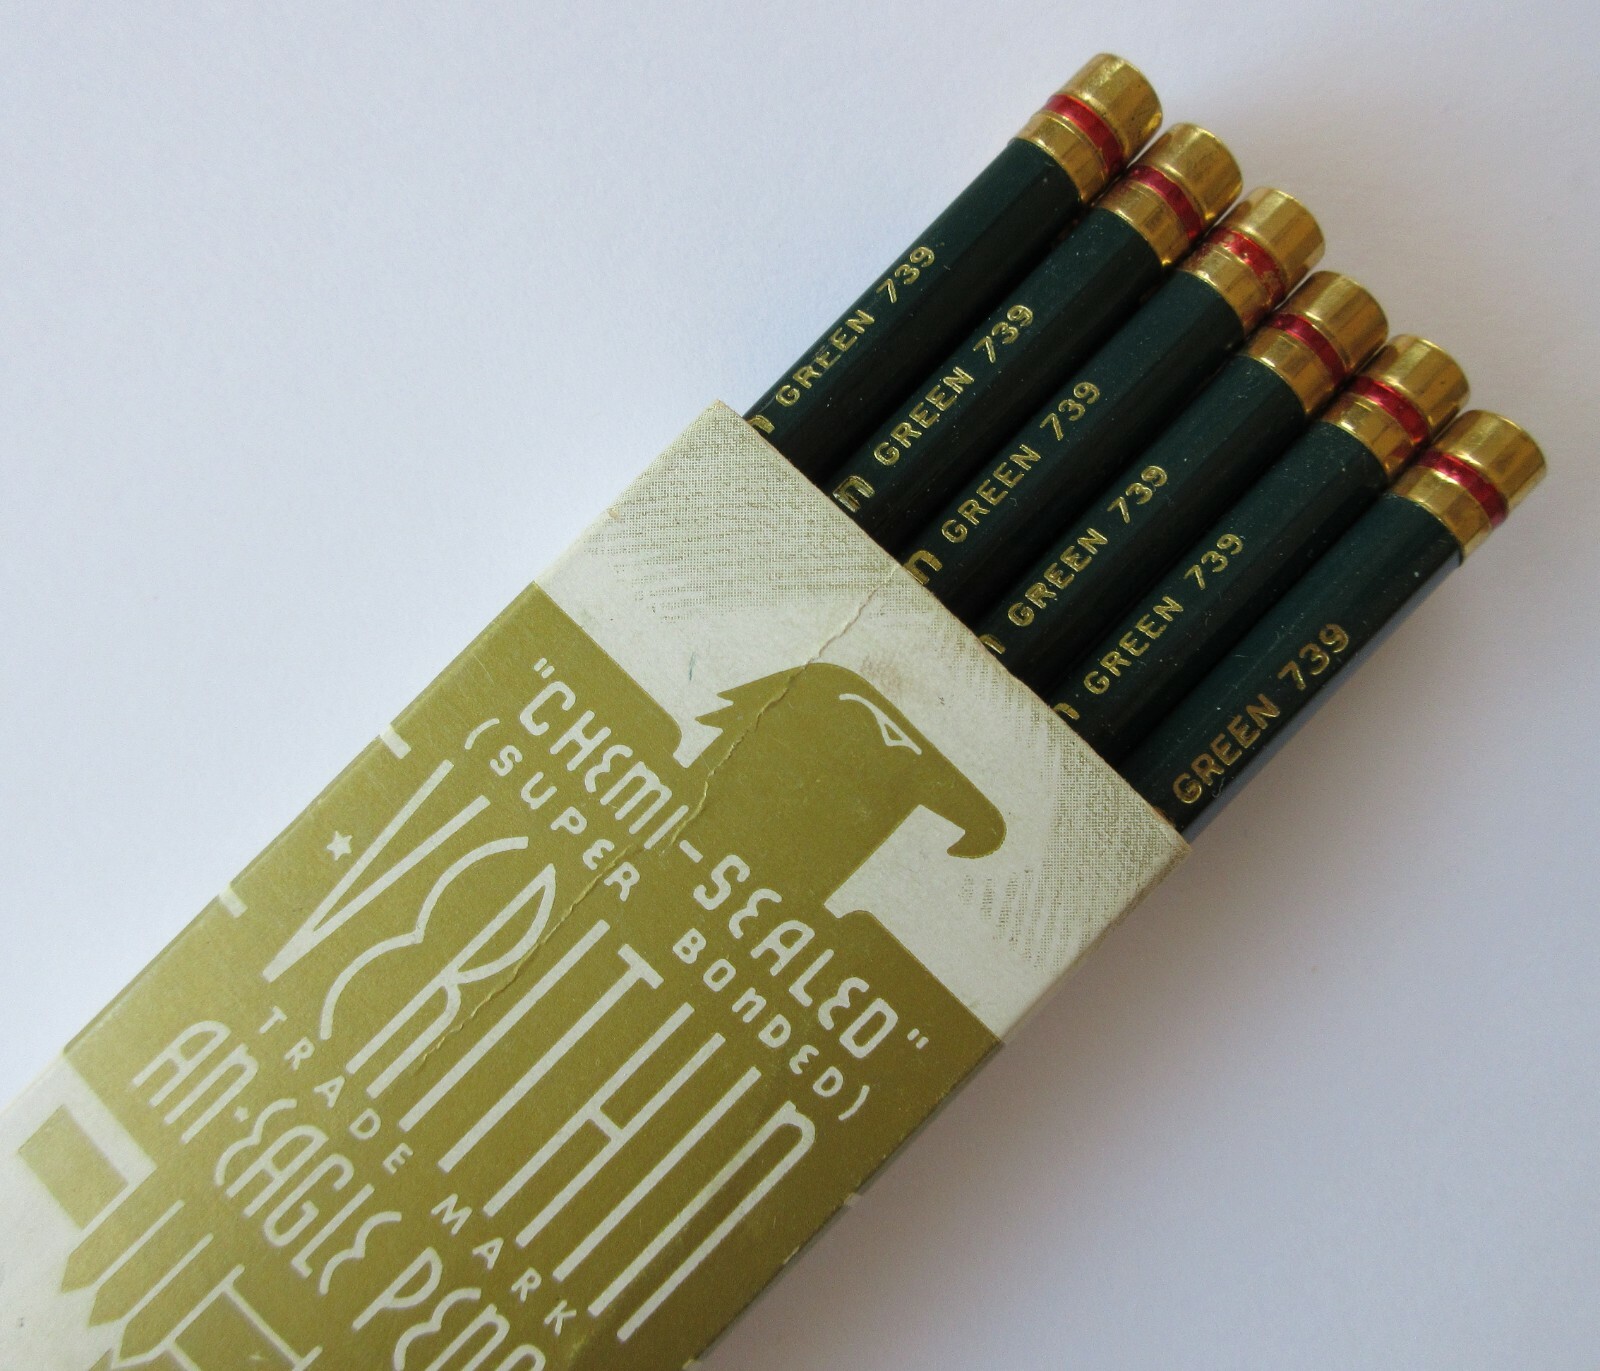 GREEN 739
n GREEN 739
n GREEN 739
n GREEN 739
n GREEN 739
GREEN 739
"CHEMI-SEALED"
(SUPER BONDED)
VERITHIN
TRADE MARK
AN·EAGLE